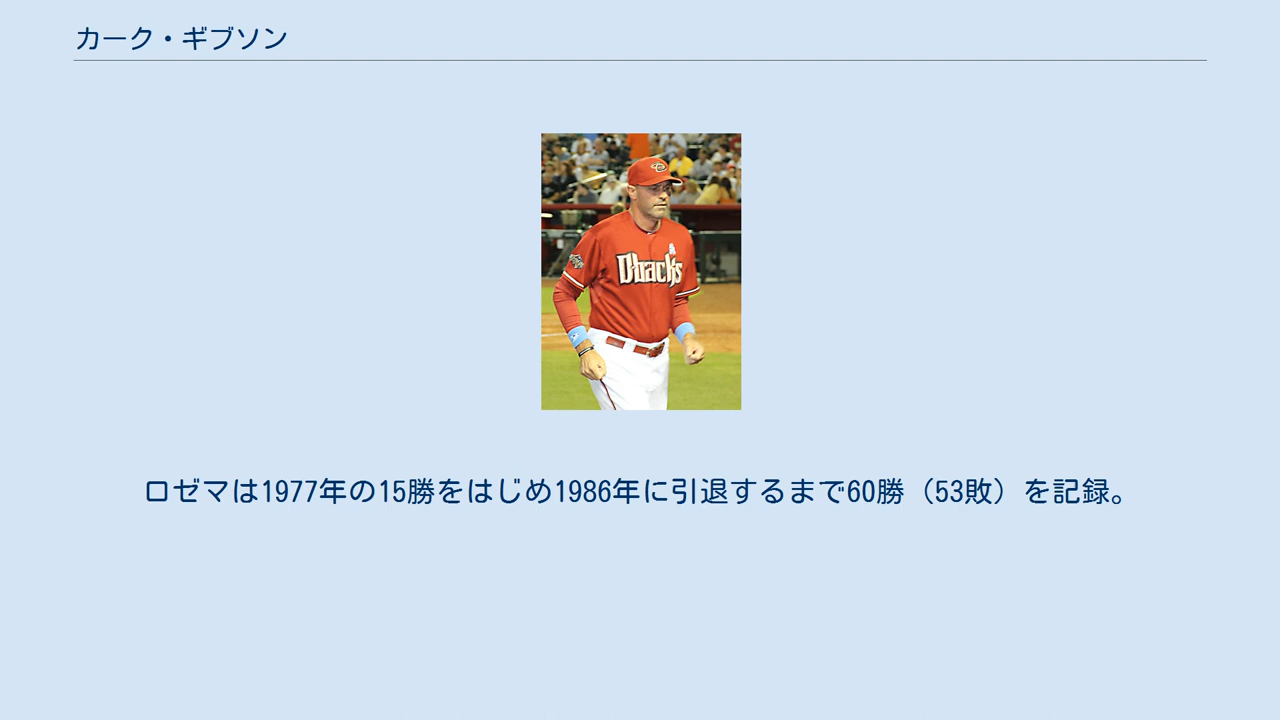 カーク・ギブソン
Dbacks
ロゼマは1977年の15勝をはじめ1986年に引退するまで60勝（53敗）を記録。